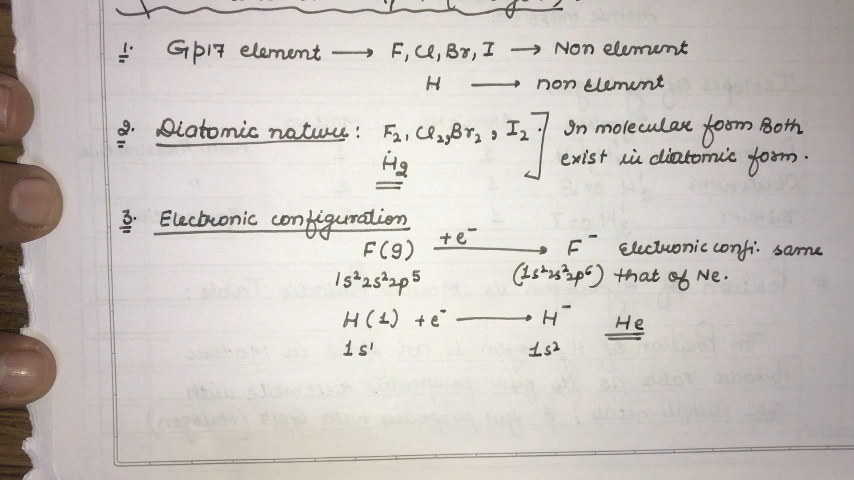 1. Gp17 element → F, Cl, Br, I → Non element
H → non element
2. Diatomic nature : F₂, Cl₂, Br₂, I₂. In molecular form Both
H₂ exist in diatomic form.
3. Electronic configuration
F(9) +e⁻ → F⁻ Electronic confi. same
1s²2s²2p⁵ (1s²2s²2p⁶) that of Ne.
H(1) +e⁻ → H⁻ He
1s¹ 1s²